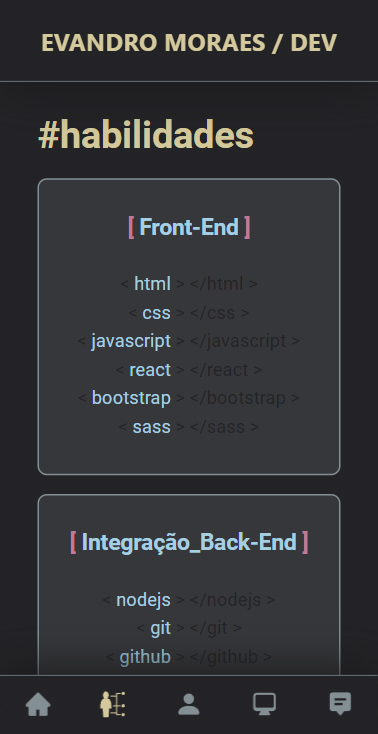 EVANDRO MORAES / DEV
#habilidades
[ Front-End ]
< html > </html >
< css > </css >
< javascript > </javascript >
< react > </react >
< bootstrap > </bootstrap >
< sass > </sass >
[ Integração_Back-End ]
< nodejs > </nodejs >
< git > </git >
< github > </github >